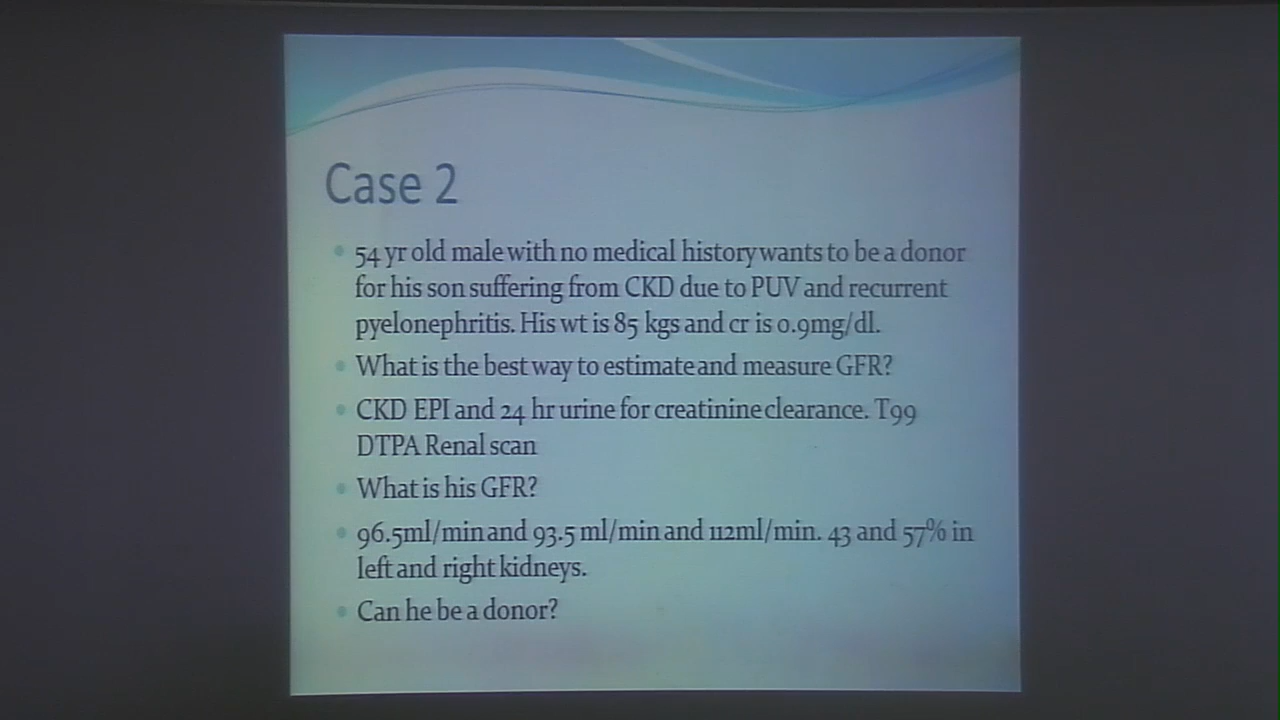 Case 2
54 yr old male with no medical history wants to be a donor
for his son suffering from CKD due to PUV and recurrent
pyelonephritis. His wt is 85 kgs and cr is 0.9mg/dl.
What is the best way to estimate and measure GFR?
CKD EPI and 24 hr urine for creatinine clearance. T99
DTPA Renal scan
What is his GFR?
96.5ml/min and 93.5 ml/min and 112ml/min. 43 and 57% in
left and right kidneys.
Can he be a donor?